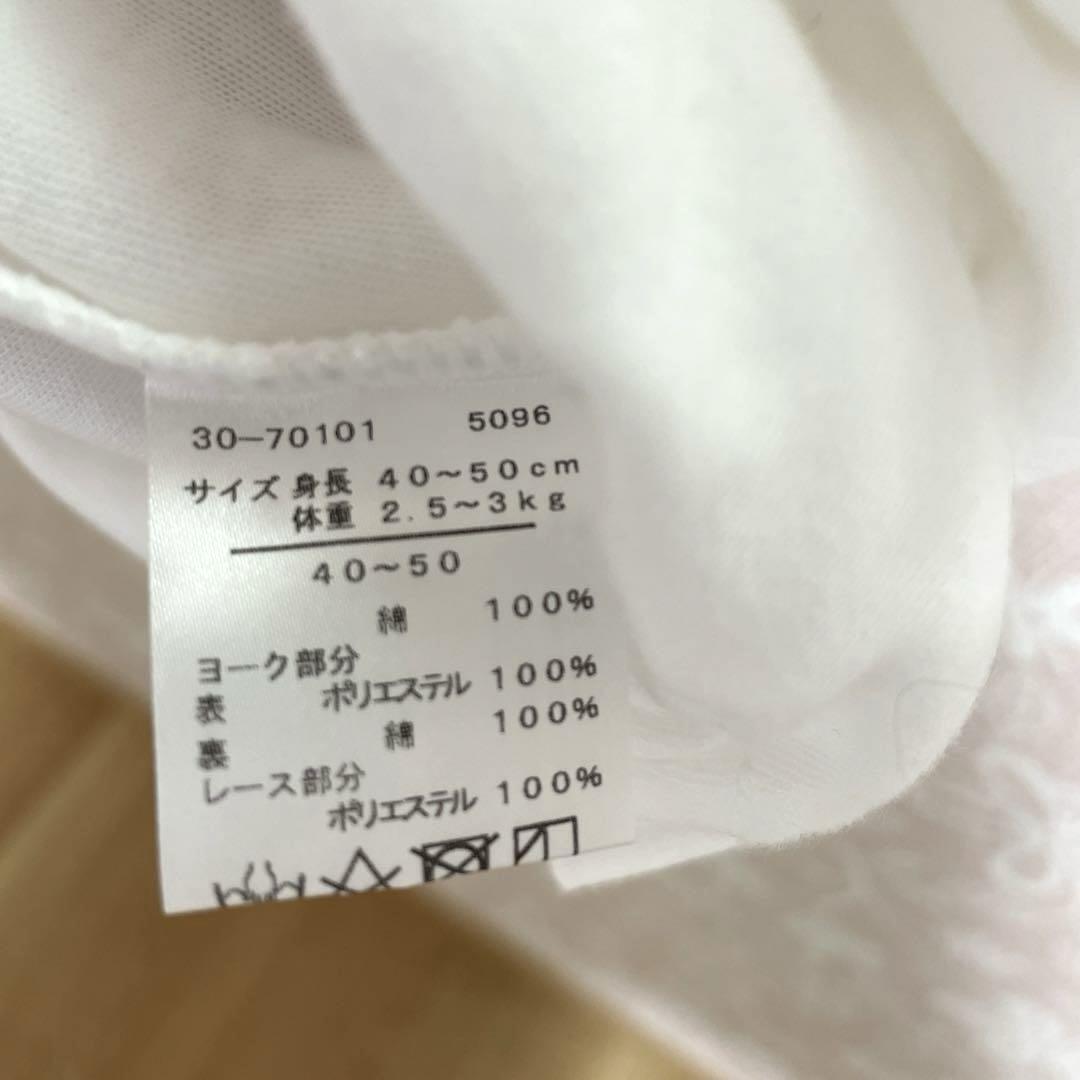 30-70101 5096
サイズ 身長 40~50cm
体重 2.5~3kg
40~50
綿 100%
ヨーク部分
表 ポリエステル 100%
裏 綿 100%
レース部分
ポリエステル 100%